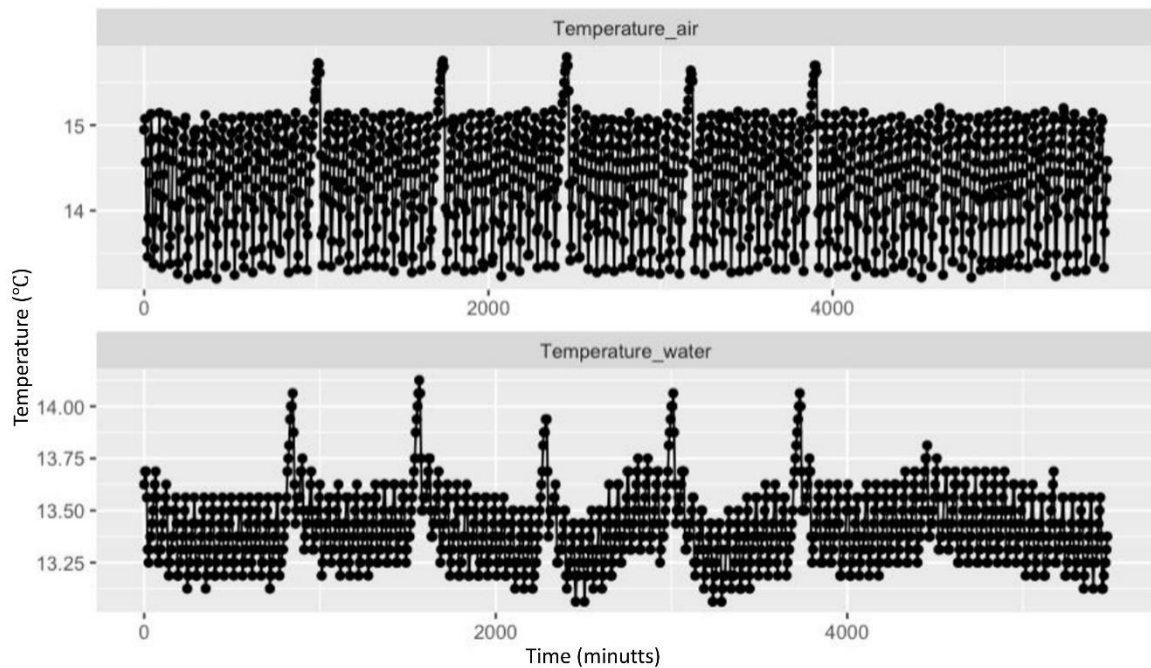 Temperature_air
15
14
0 2000 4000
Temperature (°C)
Temperature_water
14.00
13.75
13.50
13.25
0 2000 4000
Time (minutts)